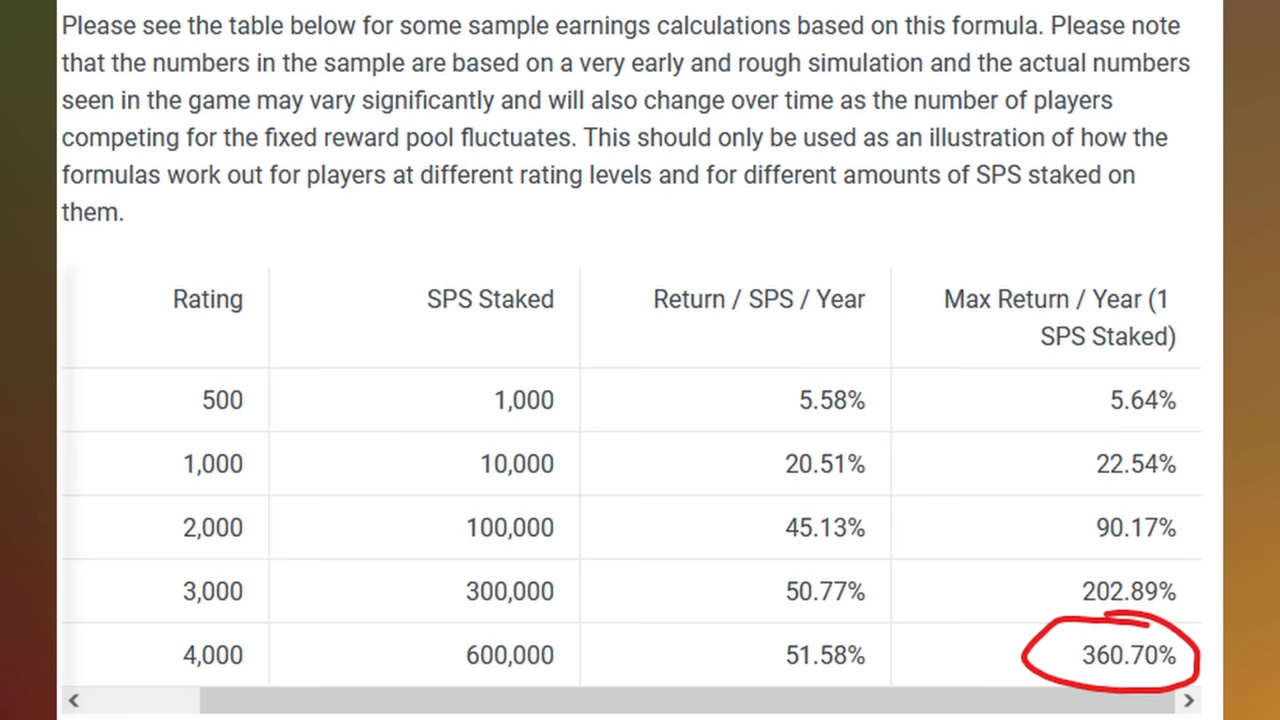 Please see the table below for some sample earnings calculations based on this formula. Please note
that the numbers in the sample are based on a very early and rough simulation and the actual numbers
seen in the game may vary significantly and will also change over time as the number of players
competing for the fixed reward pool fluctuates. This should only be used as an illustration of how the
formulas work out for players at different rating levels and for different amounts of SPS staked on
them.
Rating SPS Staked Return / SPS / Year Max Return / Year (1
SPS Staked)
500 1,000 5.58% 5.64%
1,000 10,000 20.51% 22.54%
2,000 100,000 45.13% 90.17%
3,000 300,000 50.77% 202.89%
4,000 600,000 51.58% 360.70%